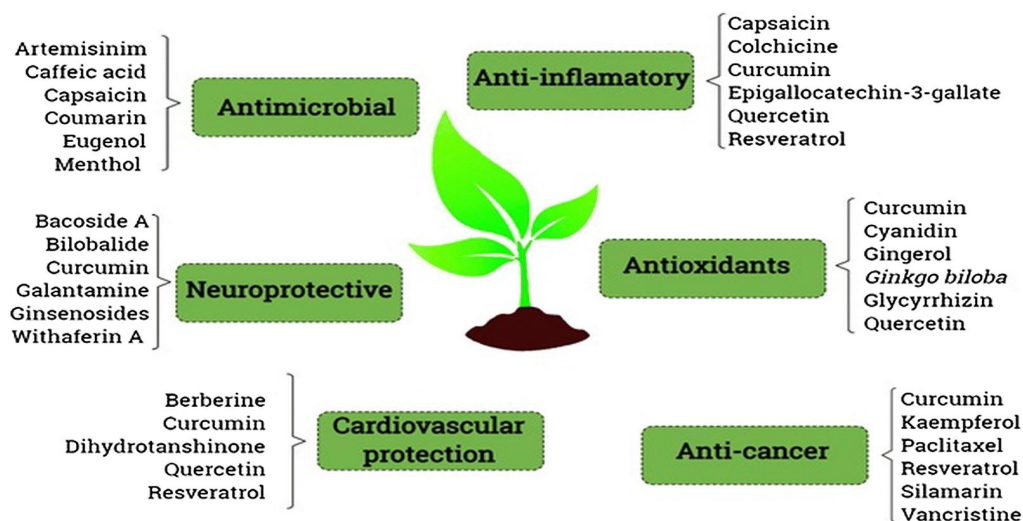 Artemisinim
Caffeic acid
Capsaicin
Coumarin
Eugenol
Menthol
Antimicrobial
Anti-inflamatory
Capsaicin
Colchicine
Curcumin
Epigallocatechin-3-gallate
Quercetin
Resveratrol
Bacoside A
Bilobalide
Curcumin
Galantamine
Ginsenosides
Withaferin A
Neuroprotective
Antioxidants
Curcumin
Cyanidin
Gingerol
Ginkgo biloba
Glycyrrhizin
Quercetin
Berberine
Curcumin
Dihydrotanshinone
Quercetin
Resveratrol
Cardiovascular
protection
Anti-cancer
Curcumin
Kaempferol
Paclitaxel
Resveratrol
Silamarin
Vancristine